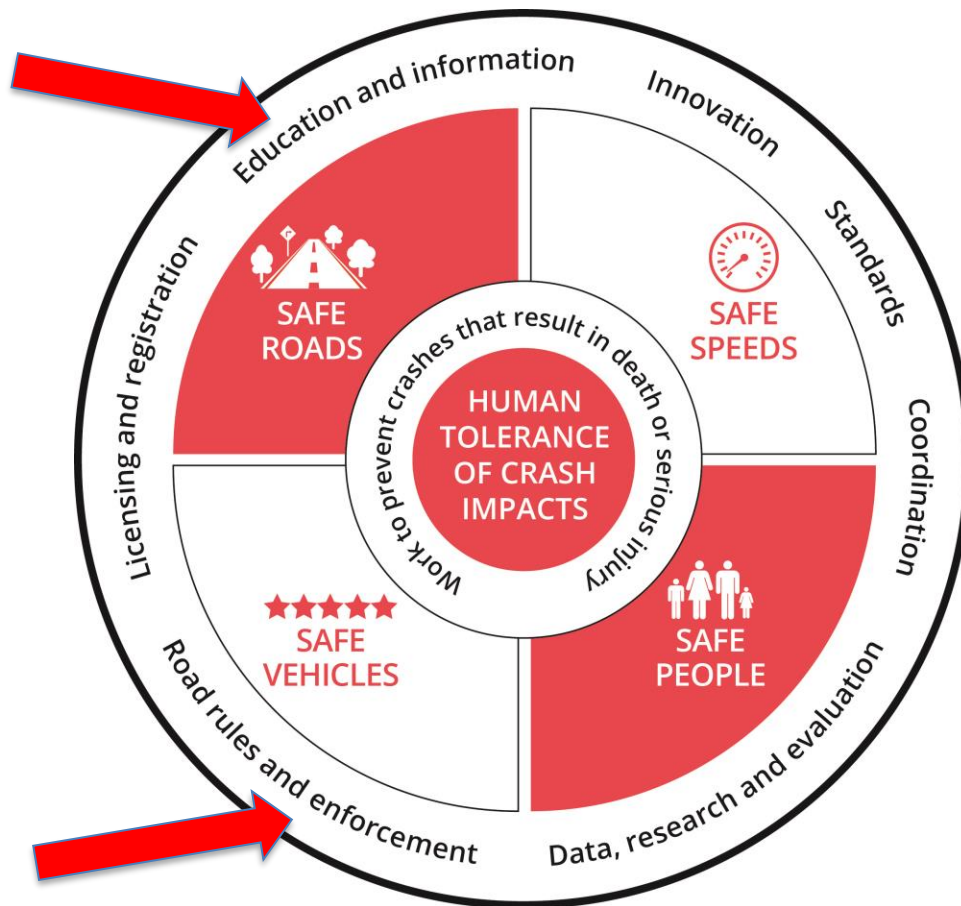 Education and information
Innovation
Standards
Coordination
Data, research and evaluation
Road rules and enforcement
Licensing and registration
SAFE
ROADS
SAFE
SPEEDS
Work to prevent crashes that result in death or serious injury
HUMAN
TOLERANCE
OF CRASH
IMPACTS
SAFE
VEHICLES
SAFE
PEOPLE